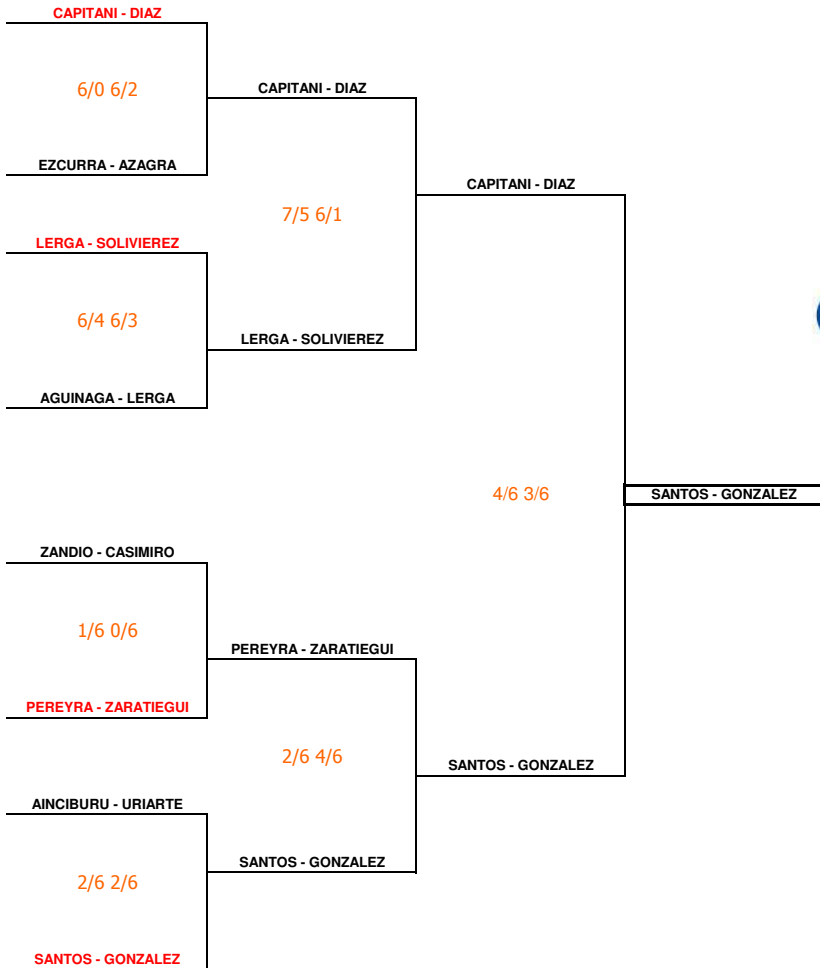 CAPITANI - DIAZ
6/0 6/2
CAPITANI - DIAZ
EZCURRA - AZAGRA
CAPITANI - DIAZ
7/5 6/1
LERGA - SOLIVIEREZ
6/4 6/3
LERGA - SOLIVIEREZ
AGUINAGA - LERGA
4/6 3/6
SANTOS - GONZALEZ
ZANDIO - CASIMIRO
1/6 0/6
PEREYRA - ZARATIEGUI
PEREYRA - ZARATIEGUI
2/6 4/6
SANTOS - GONZALEZ
AINCIBURU - URIARTE
SANTOS - GONZALEZ
2/6 2/6
SANTOS - GONZALEZ